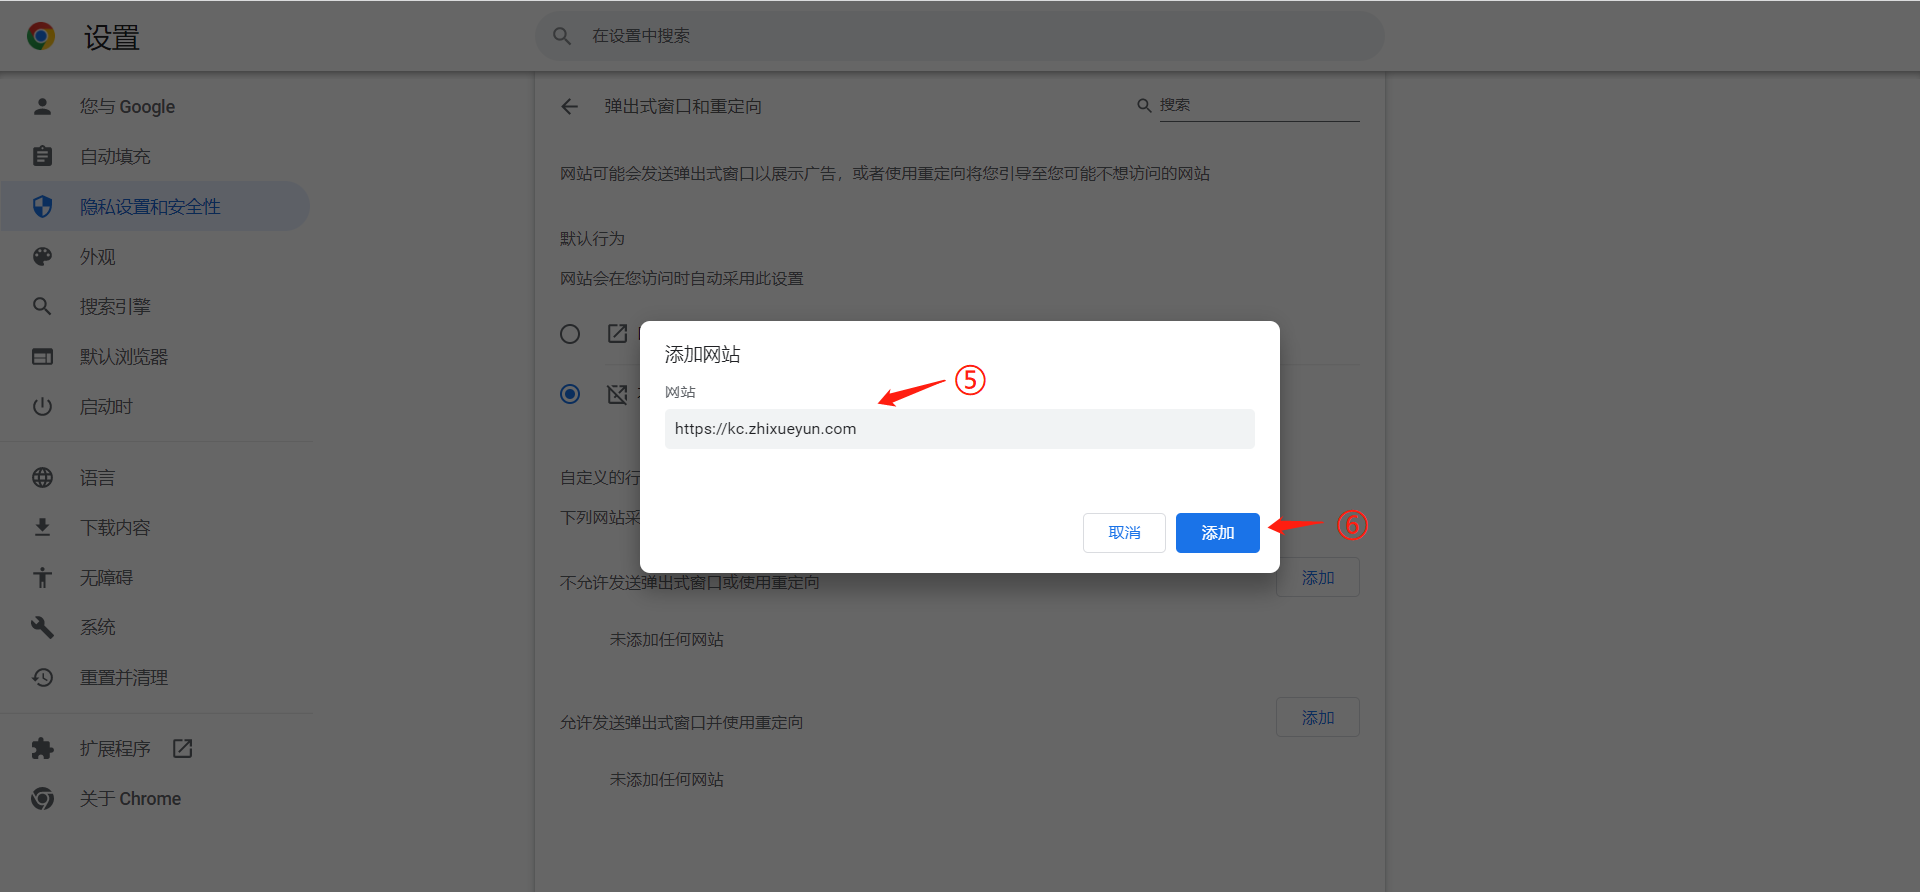 设置
在设置中搜索
您与 Google
自动填充
隐私设置和安全性
外观
搜索引擎
默认浏览器
启动时
语言
下载内容
无障碍
系统
重置并清理
扩展程序
关于 Chrome
弹出式窗口和重定向
搜索
网站可能会发送弹出式窗口以展示广告，或者使用重定向将您引导至您可能不想访问的网站
默认行为
网站会在您访问时自动采用此设置
添加网站
网站
⑤
https://kc.zhixueyun.com
取消
添加
⑥
自定义的行
下列网站采
不允许发送弹出式窗口或使用重定向
添加
未添加任何网站
允许发送弹出式窗口并使用重定向
添加
未添加任何网站